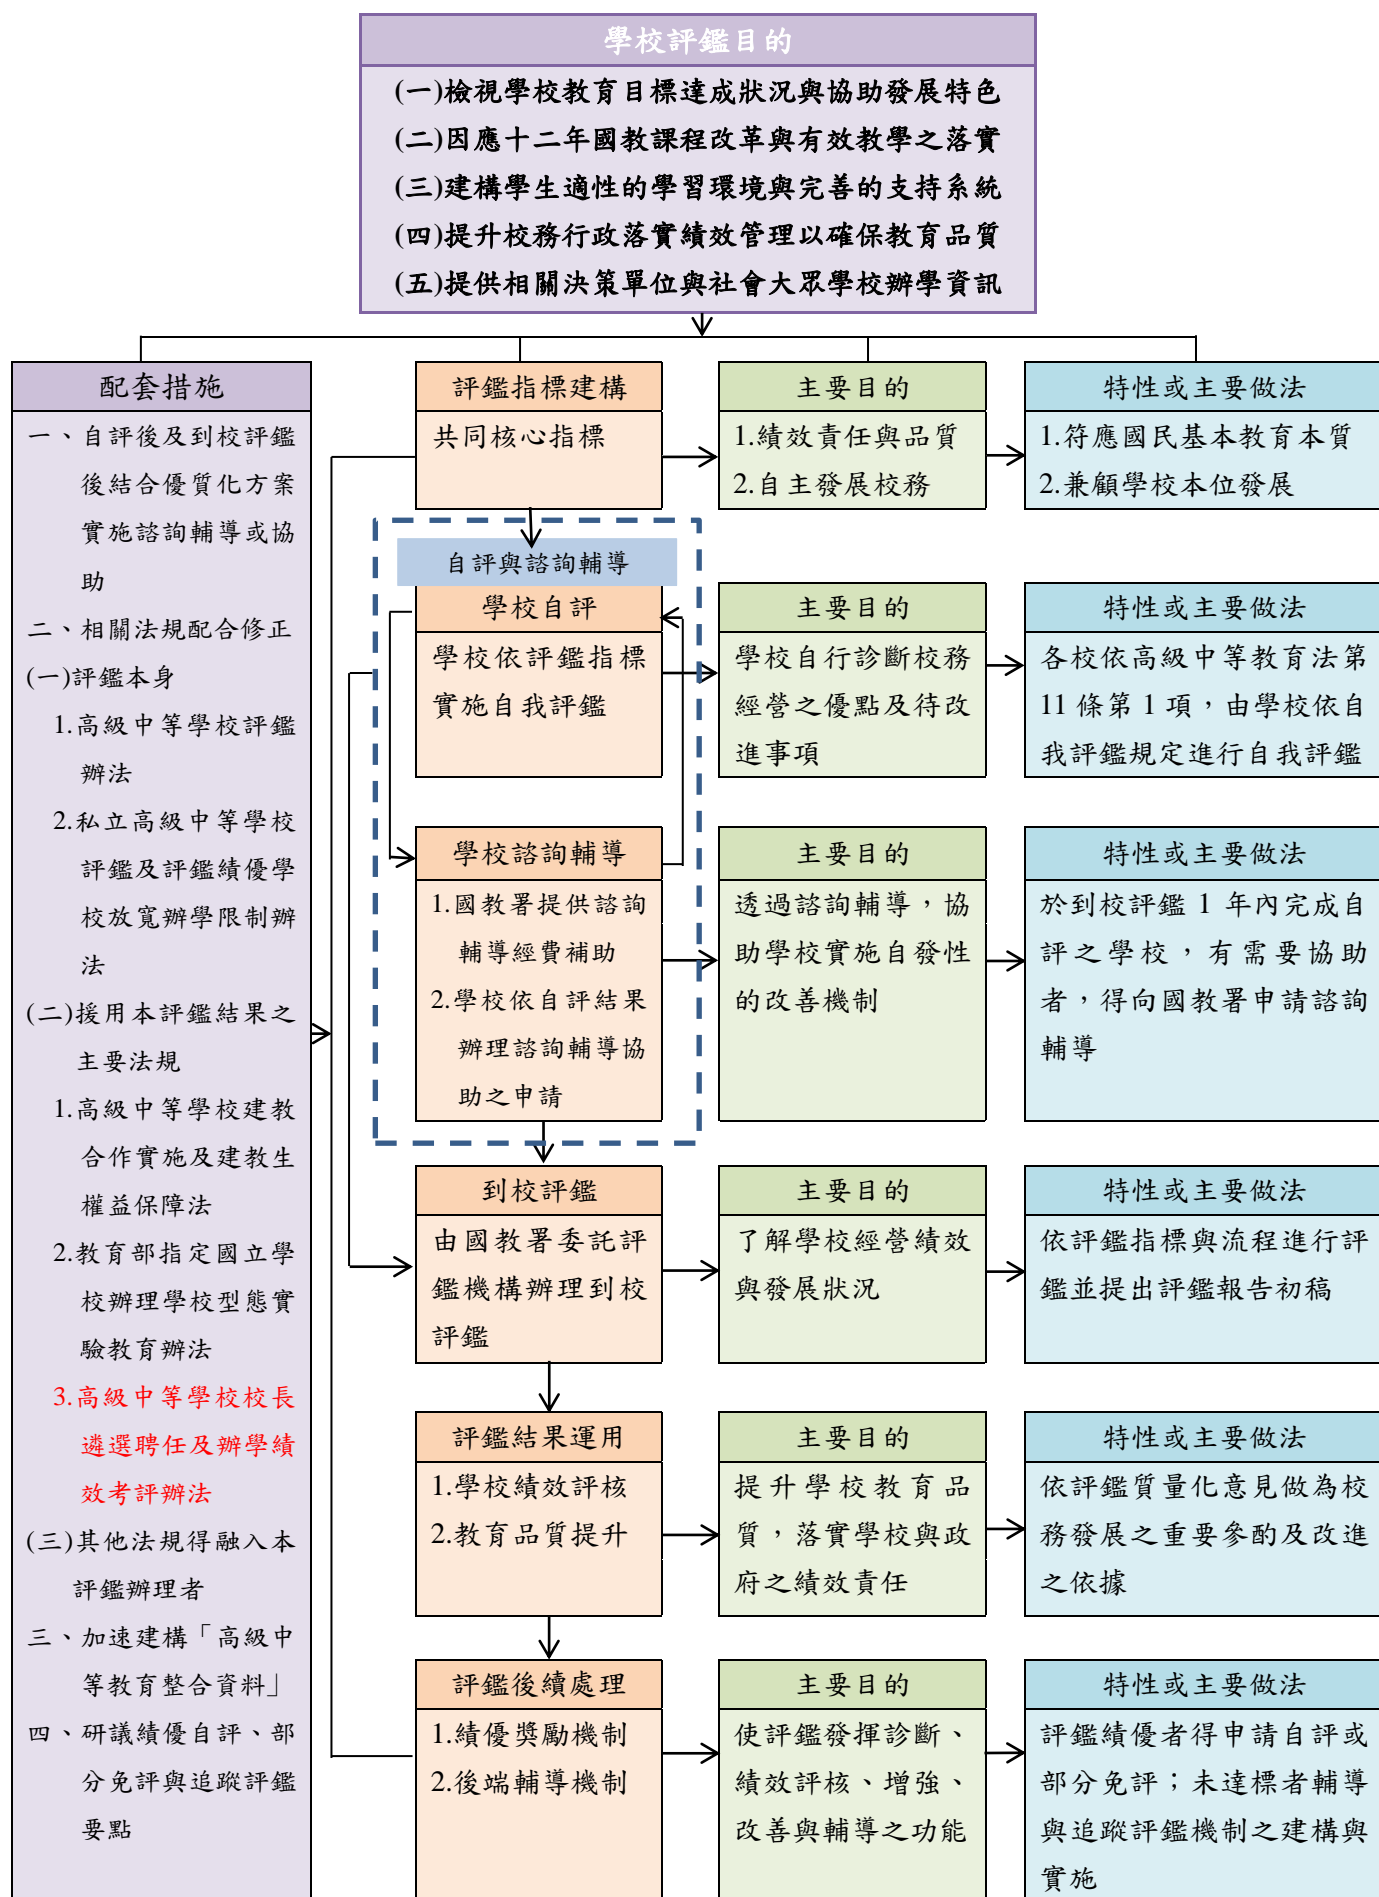 學校評鑑目的
(一)檢視學校教育目標達成狀況與協助發展特色
(二)因應十二年國教課程改革與有效教學之落實
(三)建構學生適性的學習環境與完善的支持系統
(四)提升校務行政落實績效管理以確保教育品質
(五)提供相關決策單位與社會大眾學校辦學資訊
配套措施
一、自評後及到校評鑑
後結合優質化方案
實施諮詢輔導或協
助
二、相關法規配合修正
(一)評鑑本身
1.高級中等學校評鑑
辦法
2.私立高級中等學校
評鑑及評鑑績優學
校放寬辦學限制辦
法
(二)援用本評鑑結果之
主要法規
1.高級中等學校建教
合作實施及建教生
權益保障法
2.教育部指定國立學
校辦理學校型態實
驗教育辦法
3.高級中等學校校長
遴選聘任及辦學績
效考評辦法
(三)其他法規得融入本
評鑑辦理者
三、加速建構「高級中
等教育整合資料」
四、研議績優自評、部
分免評與追蹤評鑑
要點
評鑑指標建構
共同核心指標
主要目的
1.績效責任與品質
2.自主發展校務
特性或主要做法
1.符應國民基本教育本質
2.兼顧學校本位發展
自評與諮詢輔導
學校自評
學校依評鑑指標
實施自我評鑑
主要目的
學校自行診斷校務
經營之優點及待改
進事項
特性或主要做法
各校依高級中等教育法第
11 條第 1 項，由學校依自
我評鑑規定進行自我評鑑
學校諮詢輔導
1.國教署提供諮詢
輔導經費補助
2.學校依自評結果
辦理諮詢輔導協
助之申請
主要目的
透過諮詢輔導，協
助學校實施自發性
的改善機制
特性或主要做法
於到校評鑑 1 年內完成自
評之學校，有需要協助
者，得向國教署申請諮詢
輔導
到校評鑑
由國教署委託評
鑑機構辦理到校
評鑑
主要目的
了解學校經營績效
與發展狀況
特性或主要做法
依評鑑指標與流程進行評
鑑並提出評鑑報告初稿
評鑑結果運用
1.學校績效評核
2.教育品質提升
主要目的
提升學校教育品
質，落實學校與政
府之績效責任
特性或主要做法
依評鑑質量化意見做為校
務發展之重要參酌及改進
之依據
評鑑後續處理
1.績優獎勵機制
2.後端輔導機制
主要目的
使評鑑發揮診斷、
績效評核、增強、
改善與輔導之功能
特性或主要做法
評鑑績優者得申請自評或
部分免評；未達標者輔導
與追蹤評鑑機制之建構與
實施